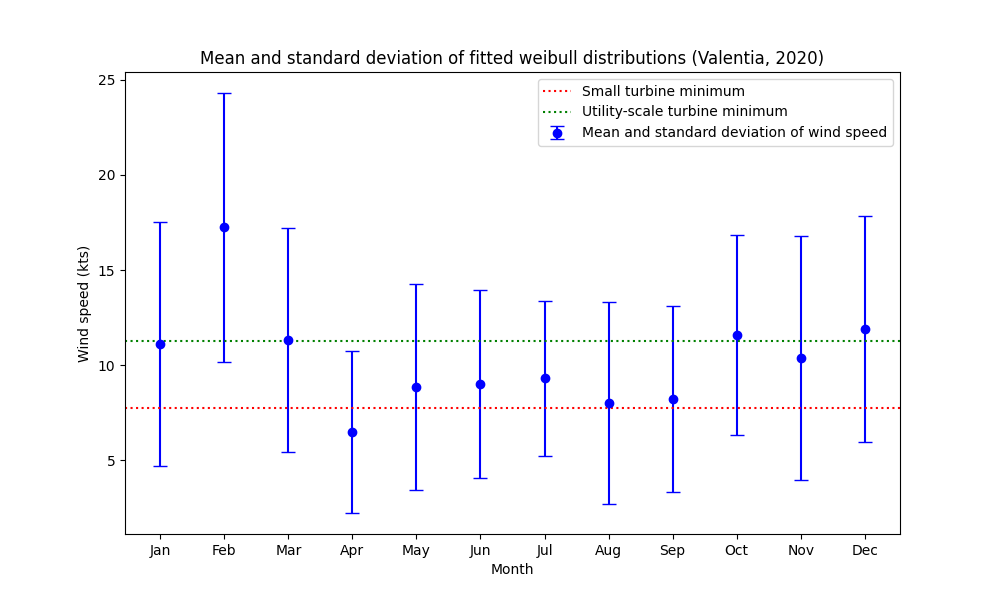 Mean and standard deviation of fitted weibull distributions (Valentia, 2020)
Small turbine minimum
Utility-scale turbine minimum
Mean and standard deviation of wind speed
Wind speed (kts)
25
20
15
10
5
Jan Feb Mar Apr May Jun Jul Aug Sep Oct Nov Dec
Month